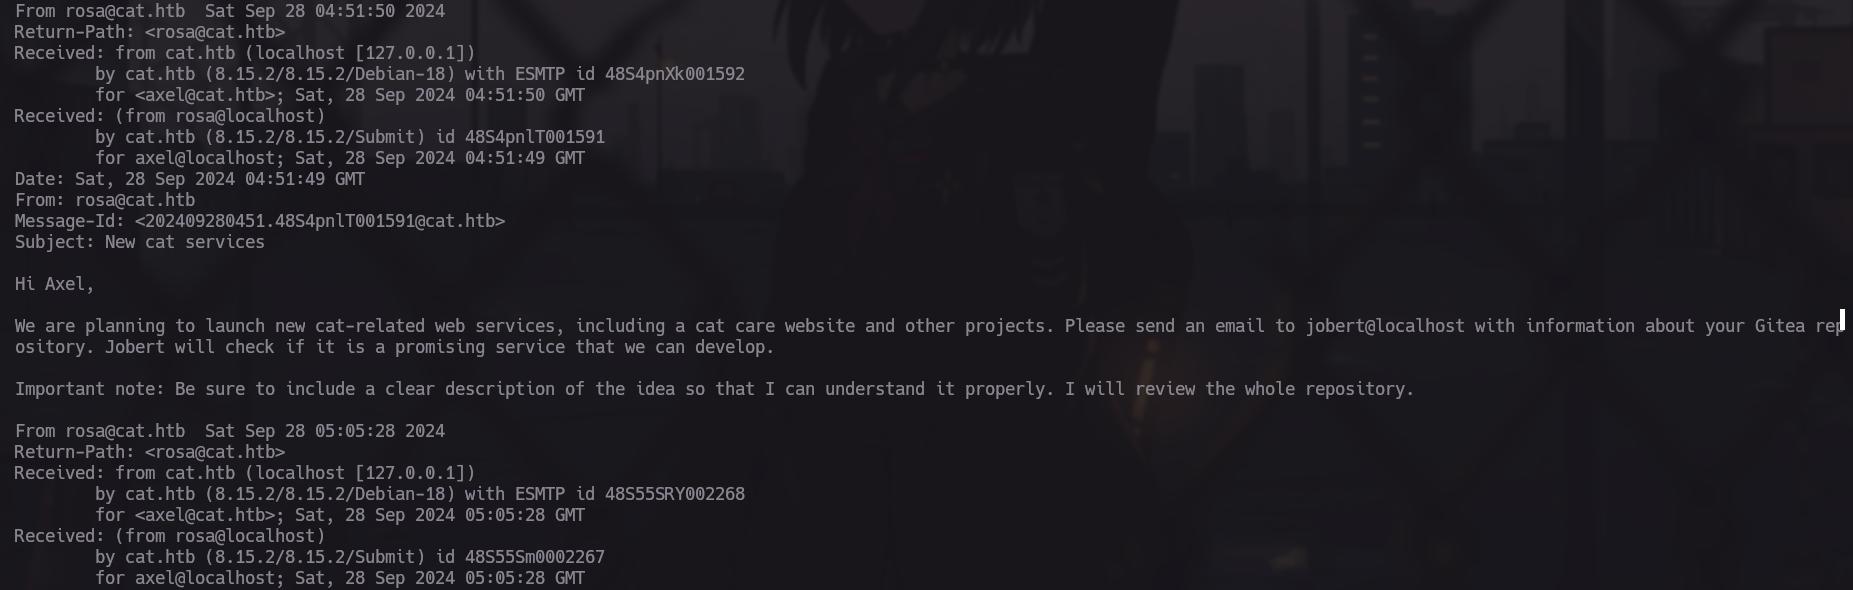 From rosa@cat.htb  Sat Sep 28 04:51:50 2024
Return-Path: <rosa@cat.htb>
Received: from cat.htb (localhost [127.0.0.1])
        by cat.htb (8.15.2/8.15.2/Debian-18) with ESMTP id 48S4pnXk001592
        for <axel@cat.htb>; Sat, 28 Sep 2024 04:51:50 GMT
Received: (from rosa@localhost)
        by cat.htb (8.15.2/8.15.2/Submit) id 48S4pnlT001591
        for axel@localhost; Sat, 28 Sep 2024 04:51:49 GMT
Date: Sat, 28 Sep 2024 04:51:49 GMT
From: rosa@cat.htb
Message-Id: <202409280451.48S4pnlT001591@cat.htb>
Subject: New cat services

Hi Axel,

We are planning to launch new cat-related web services, including a cat care website and other projects. Please send an email to jobert@localhost with information about your Gitea rep
ository. Jobert will check if it is a promising service that we can develop.

Important note: Be sure to include a clear description of the idea so that I can understand it properly. I will review the whole repository.

From rosa@cat.htb  Sat Sep 28 05:05:28 2024
Return-Path: <rosa@cat.htb>
Received: from cat.htb (localhost [127.0.0.1])
        by cat.htb (8.15.2/8.15.2/Debian-18) with ESMTP id 48S55SRY002268
        for <axel@cat.htb>; Sat, 28 Sep 2024 05:05:28 GMT
Received: (from rosa@localhost)
        by cat.htb (8.15.2/8.15.2/Submit) id 48S55Sm0002267
        for axel@localhost; Sat, 28 Sep 2024 05:05:28 GMT